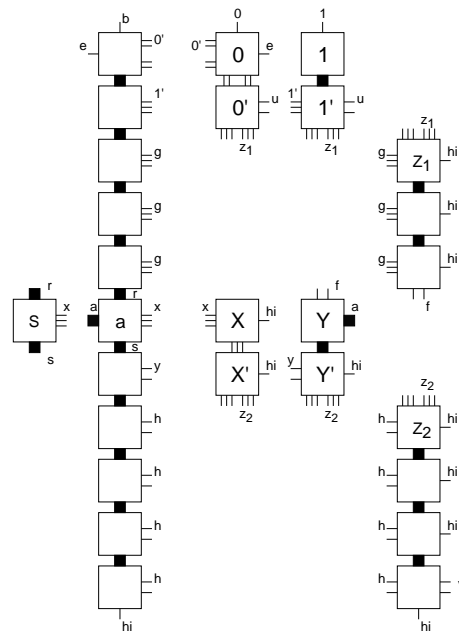 b 0 1
e 0' 0' 0 e 1
1' 0' u 1' 1' u
z1 z1 z1
g g Z1 hi
g g hi
g g hi
r r f f
S x a a x x X hi Y a
s s
y X' hi y Y' hi
z2 z2 z2
h h Z2 hi
h h hi
h h hi
h h
hi hi